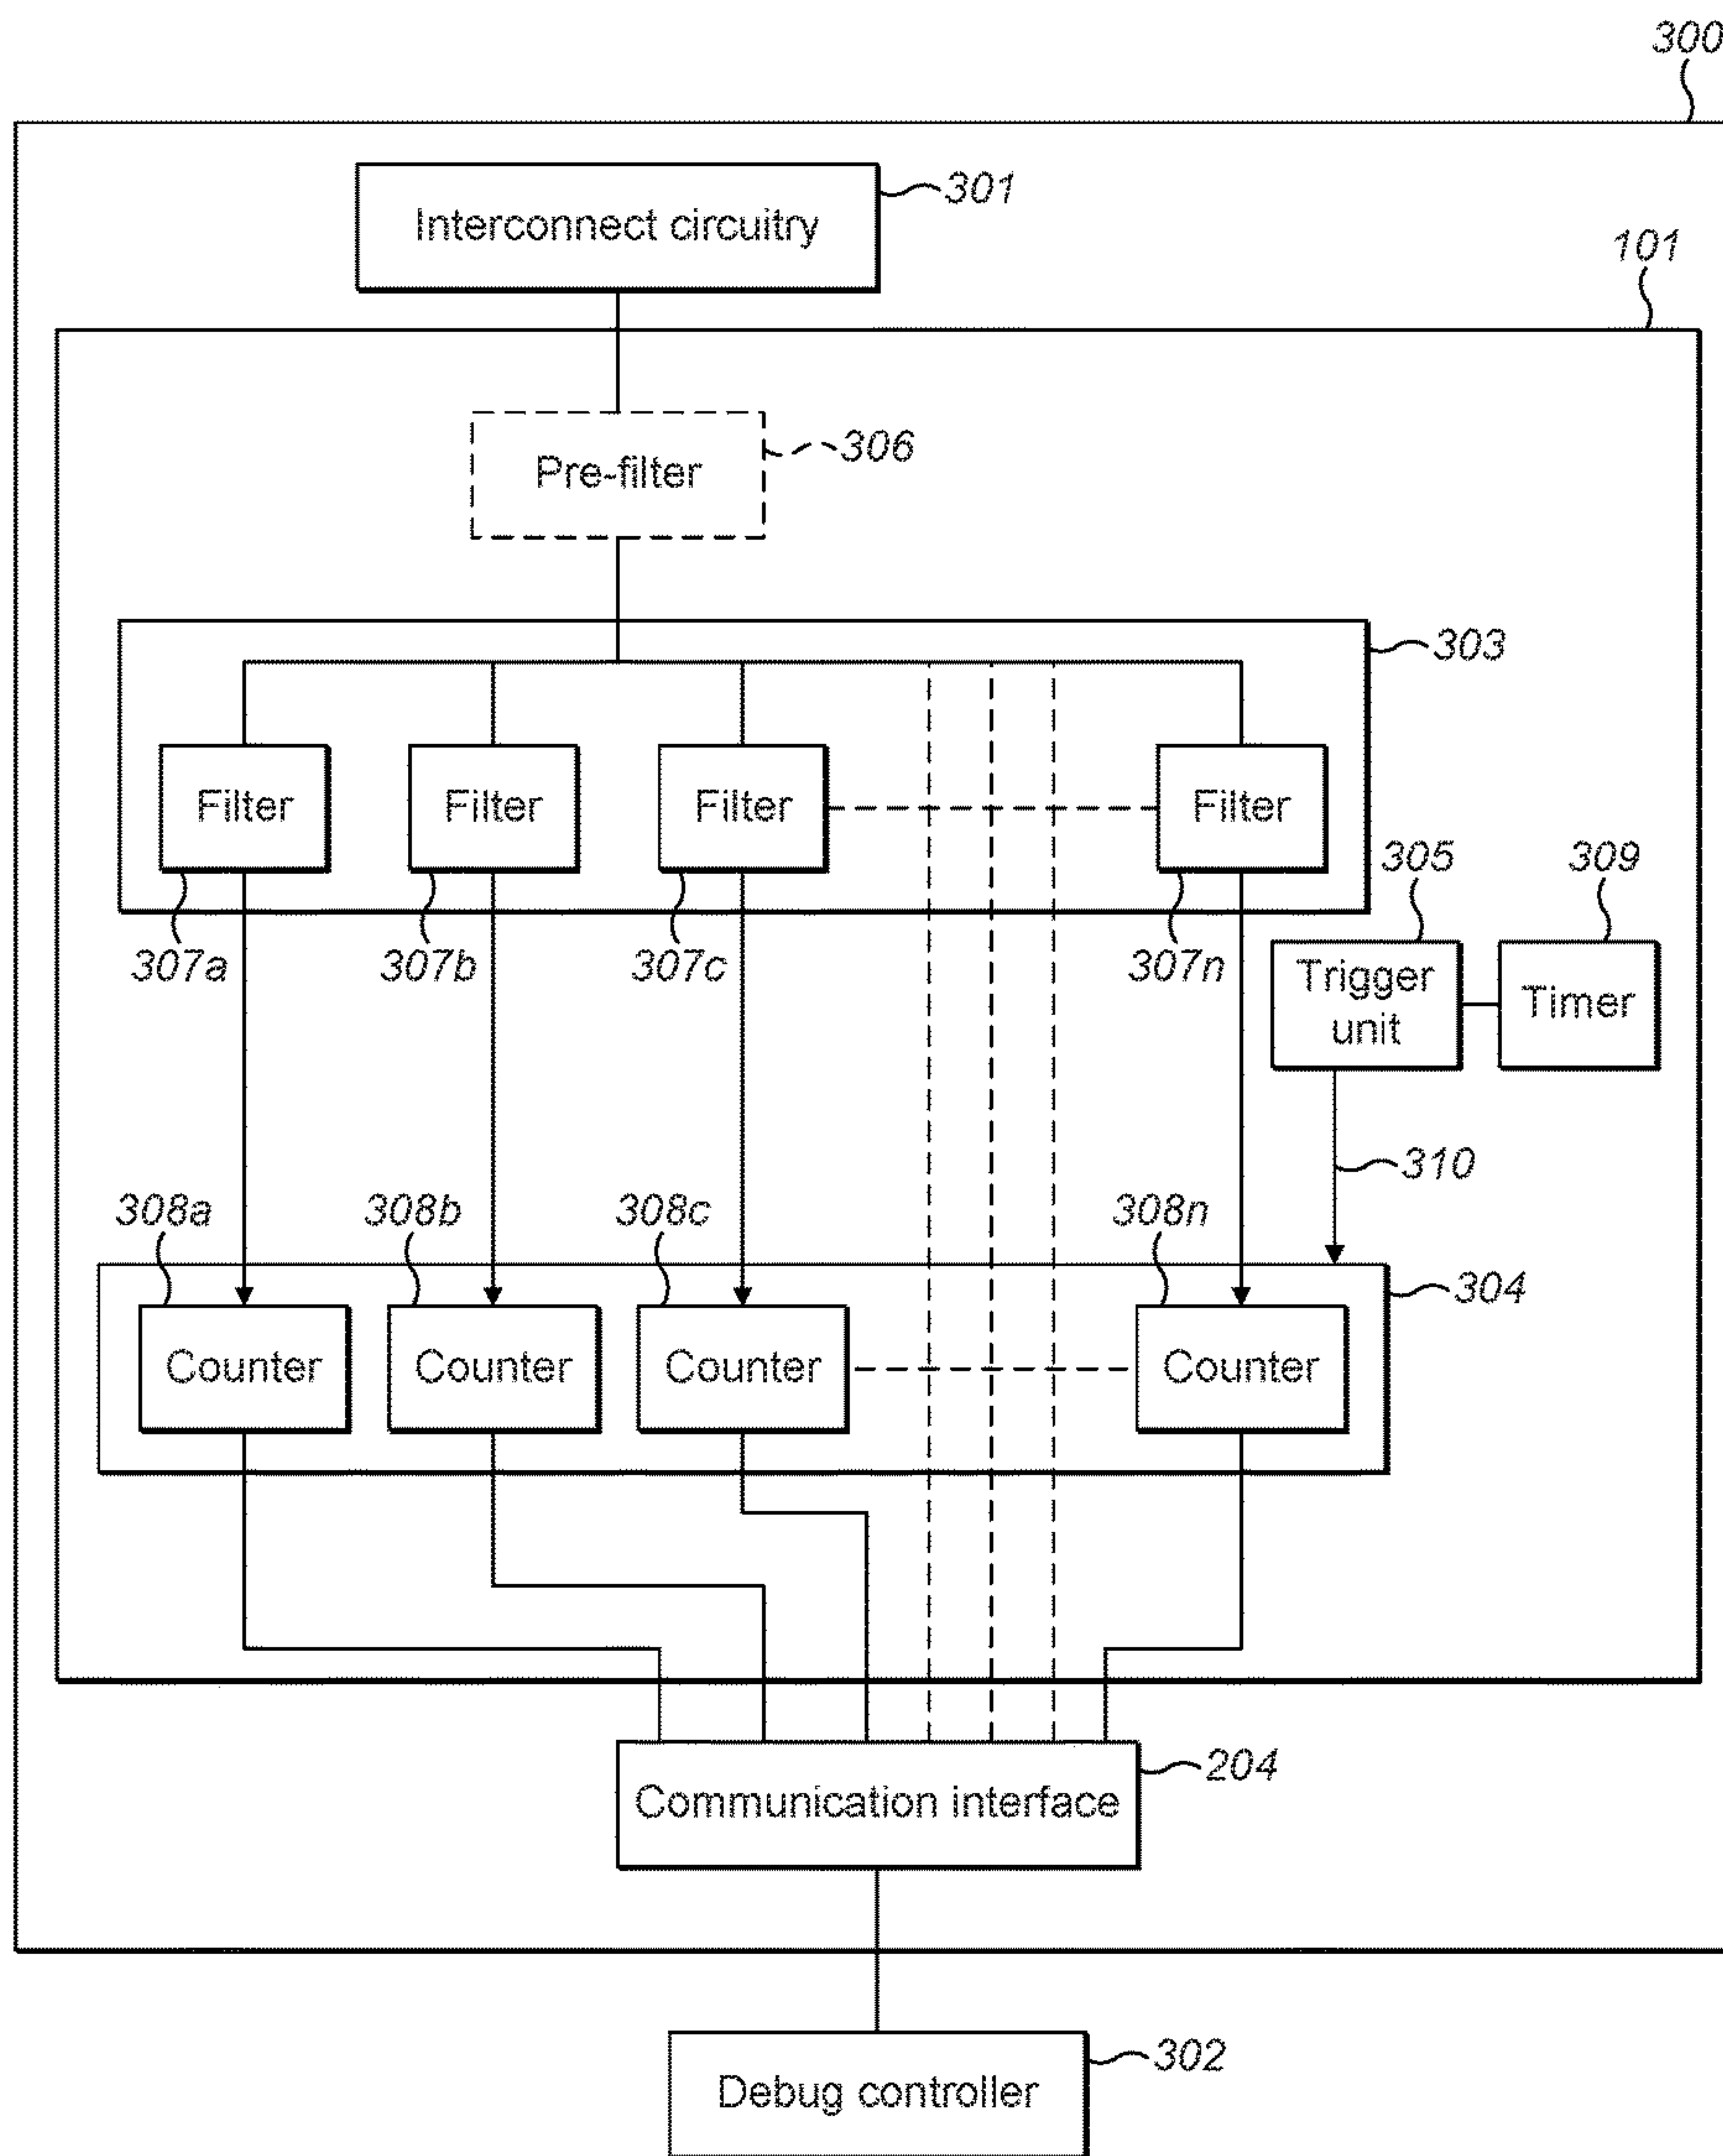 300
301
Interconnect circuitry
101
306
Pre-filter
303
Filter
Filter
Filter
Filter
305
309
307a
307b
307c
307n
Trigger
unit
Timer
310
308a
308b
308c
308n
304
Counter
Counter
Counter
Counter
204
Communication interface
302
Debug controller